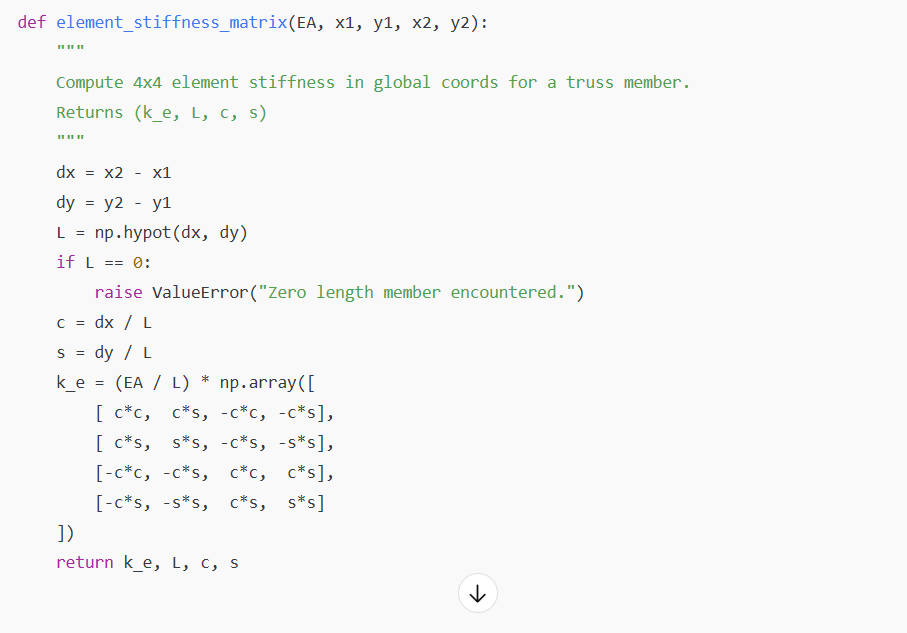 def element_stiffness_matrix(EA, x1, y1, x2, y2):
    """
    Compute 4x4 element stiffness in global coords for a truss member.
    Returns (k_e, L, c, s)
    """
    dx = x2 - x1
    dy = y2 - y1
    L = np.hypot(dx, dy)
    if L == 0:
        raise ValueError("Zero length member encountered.")
    c = dx / L
    s = dy / L
    k_e = (EA / L) * np.array([
        [ c*c,  c*s, -c*c, -c*s],
        [ c*s,  s*s, -c*s, -s*s],
        [-c*c, -c*s,  c*c,  c*s],
        [-c*s, -s*s,  c*s,  s*s]
    ])
    return k_e, L, c, s